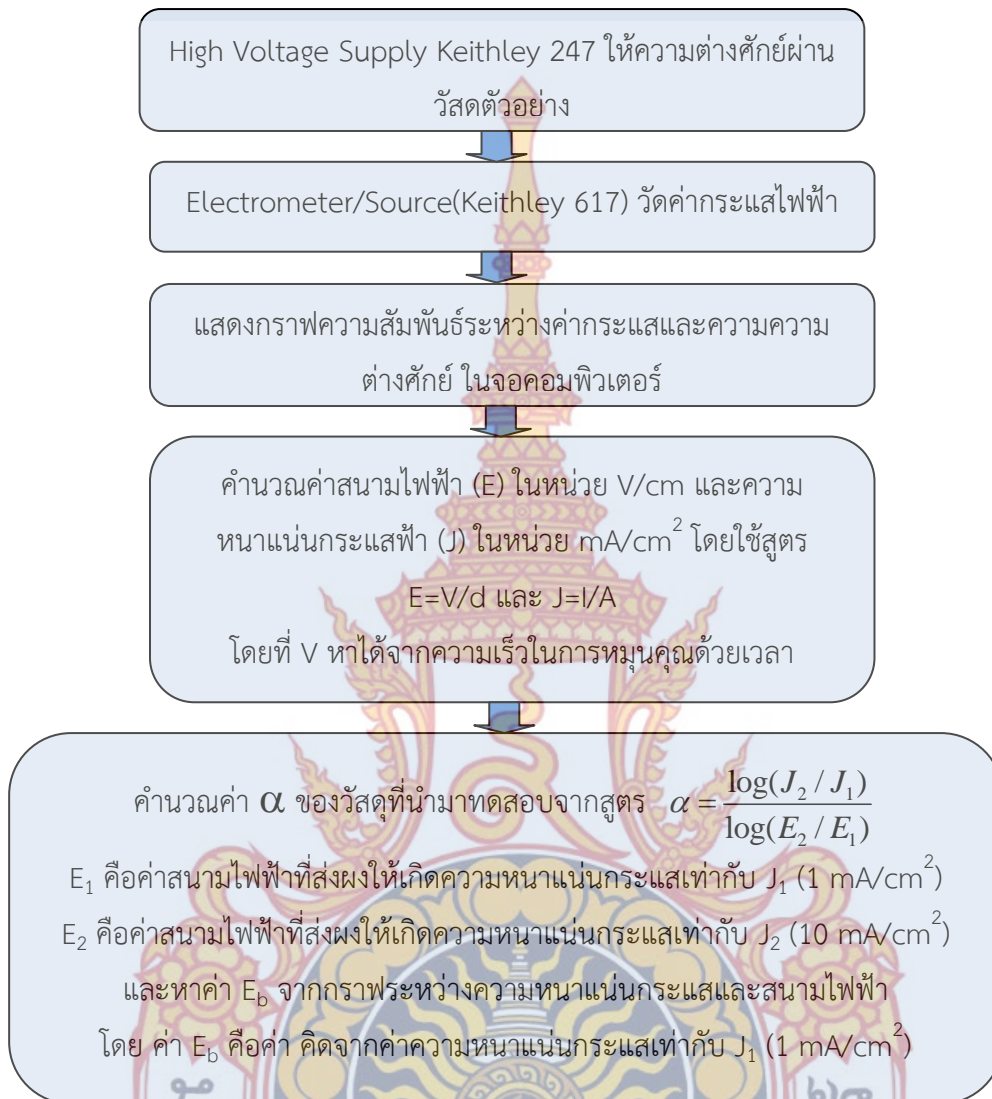 High Voltage Supply Keithley 247 ให้ความต่างศักย์ผ่าน
วัสดตัวอย่าง
Electrometer/Source(Keithley 617) วัดค่ากระแสไฟฟ้า
แสดงกราฟความสัมพันธ์ระหว่างค่ากระแสและความความ
ต่างศักย์ ในจอคอมพิวเตอร์
คำนวณค่าสนามไฟฟ้า (E) ในหน่วย V/cm และความ
หนาแน่นกระแสฟ้า (J) ในหน่วย mA/cm² โดยใช้สูตร
E=V/d และ J=I/A
โดยที่ V หาได้จากความเร็วในการหมุนคุณด้วยเวลา
คำนวณค่า α ของวัสดุที่นำมาทดสอบจากสูตร α = log(J₂ / J₁) / log(E₂ / E₁)
E₁ คือค่าสนามไฟฟ้าที่ส่งผงให้เกิดความหนาแน่นกระแสเท่ากับ J₁ (1 mA/cm²)
E₂ คือค่าสนามไฟฟ้าที่ส่งผงให้เกิดความหนาแน่นกระแสเท่ากับ J₂ (10 mA/cm²)
และหาค่า E_b จากกราฟระหว่างความหนาแน่นกระแสและสนามไฟฟ้า
โดย ค่า E_b คือค่า คิดจากค่าความหนาแน่นกระแสเท่ากับ J₁ (1 mA/cm²)